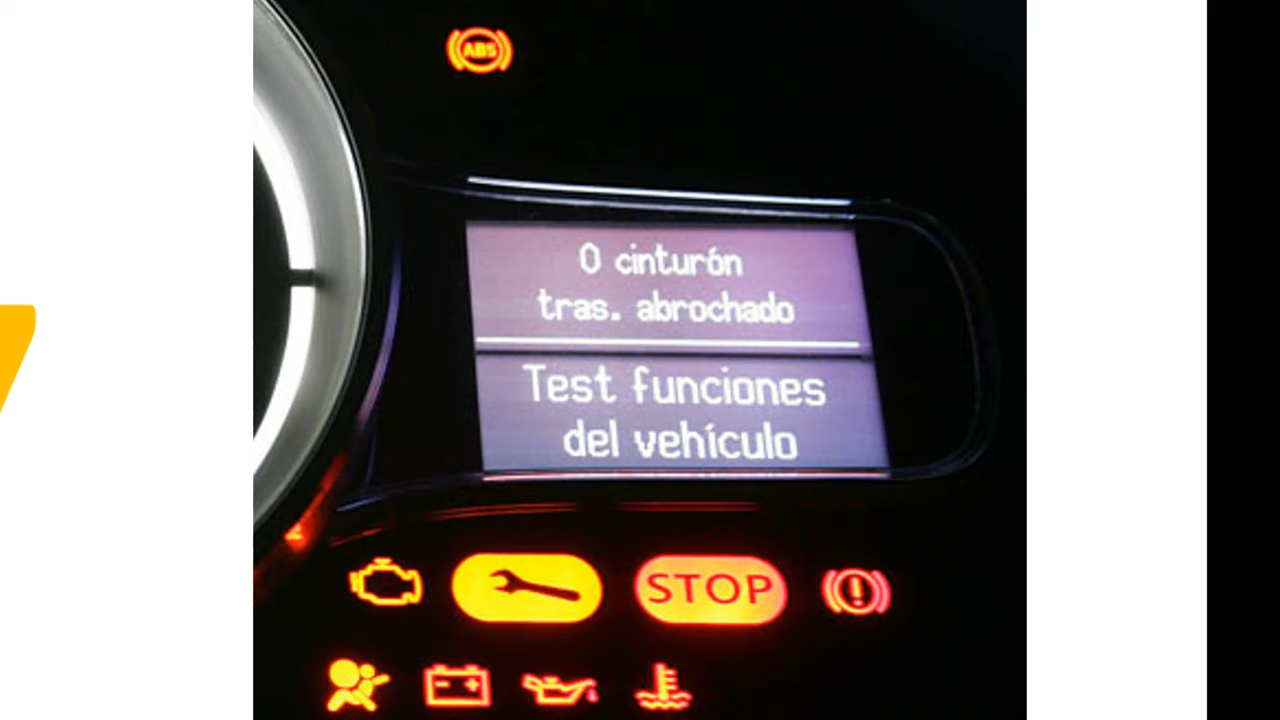 ABS
0 cinturón
tras. abrochado
Test funciones
del vehículo
STOP